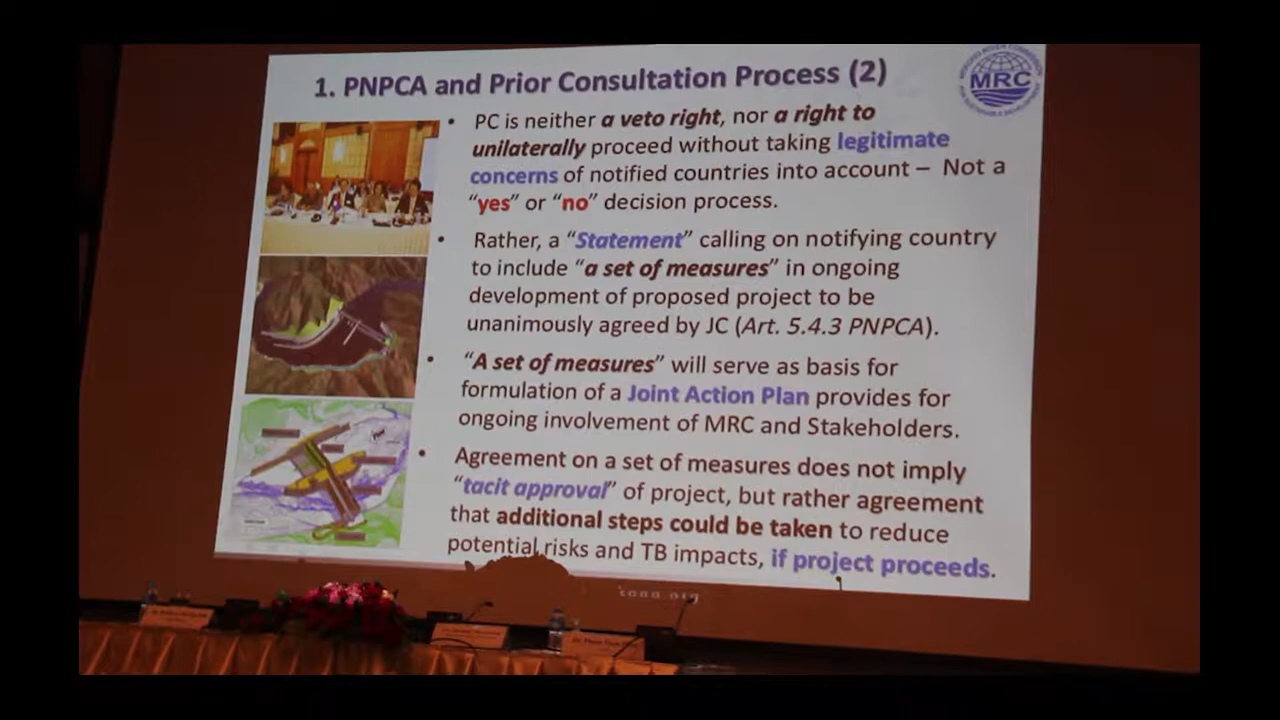 1. PNPCA and Prior Consultation Process (2)
MRC
• PC is neither a veto right, nor a right to
unilaterally proceed without taking legitimate
concerns of notified countries into account – Not a
“yes” or “no” decision process.
• Rather, a “Statement” calling on notifying country
to include “a set of measures” in ongoing
development of proposed project to be
unanimously agreed by JC (Art. 5.4.3 PNPCA).
• “A set of measures” will serve as basis for
formulation of a Joint Action Plan provides for
ongoing involvement of MRC and Stakeholders.
• Agreement on a set of measures does not imply
“tacit approval” of project, but rather agreement
that additional steps could be taken to reduce
potential risks and TB impacts, if project proceeds.